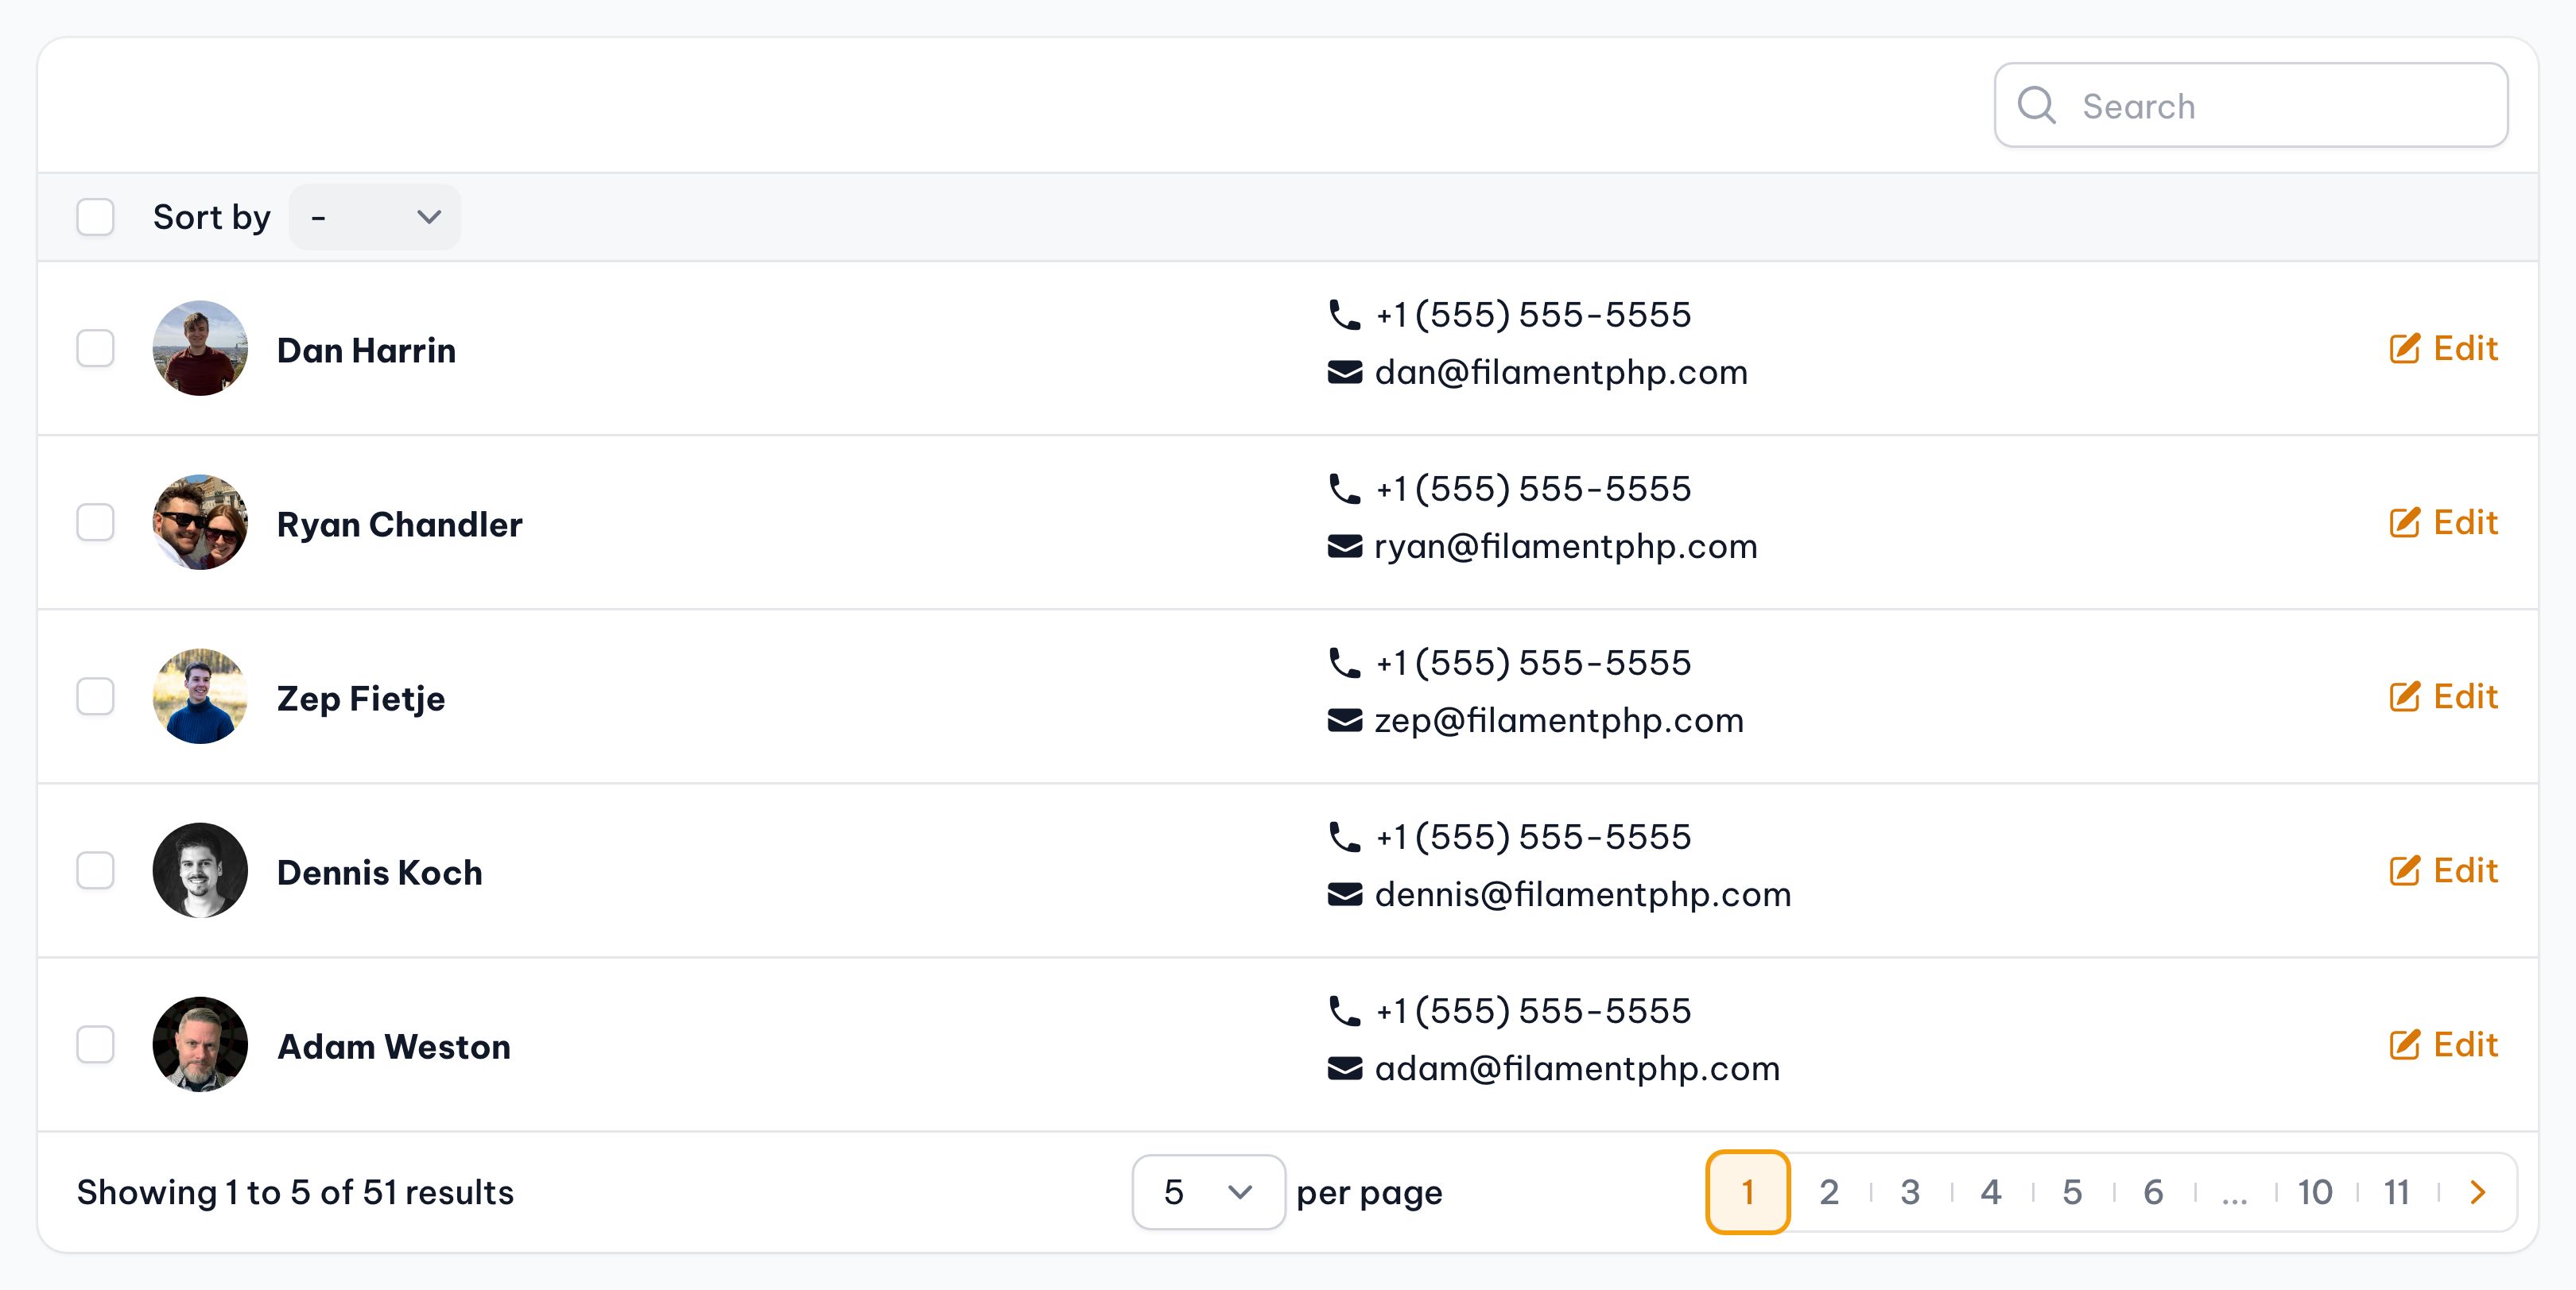 Search
Sort by -
Dan Harrin
+1 (555) 555-5555
dan@filamentphp.com
Edit
Ryan Chandler
+1 (555) 555-5555
ryan@filamentphp.com
Edit
Zep Fietje
+1 (555) 555-5555
zep@filamentphp.com
Edit
Dennis Koch
+1 (555) 555-5555
dennis@filamentphp.com
Edit
Adam Weston
+1 (555) 555-5555
adam@filamentphp.com
Edit
Showing 1 to 5 of 51 results
5 per page
1 2 3 4 5 6 ... 10 11